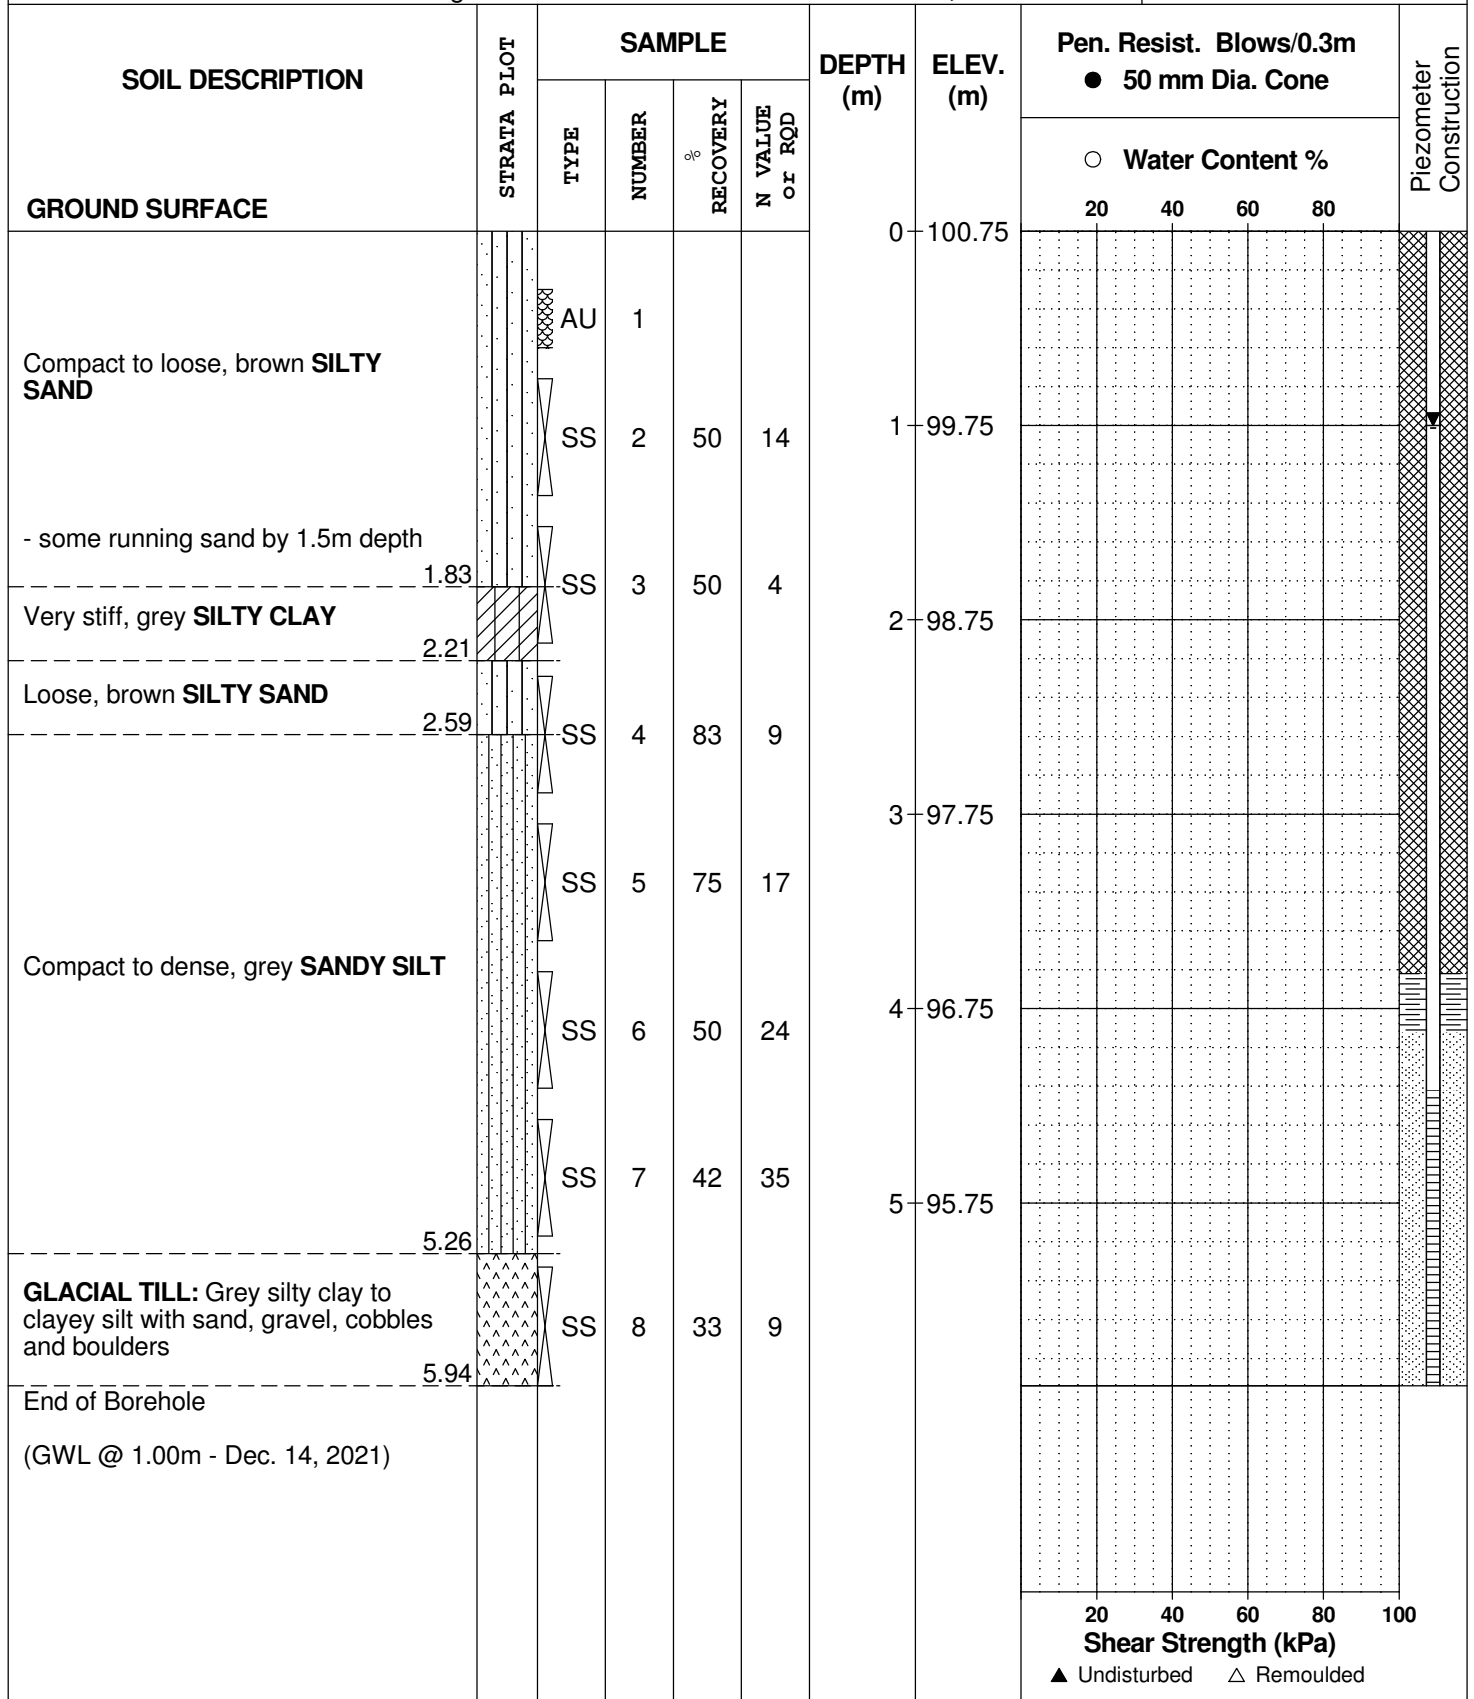 SOIL DESCRIPTION
GROUND SURFACE
STRATA PLOT
SAMPLE
TYPE
NUMBER
% RECOVERY
N VALUE or RQD
DEPTH (m)
ELEV. (m)
Pen. Resist. Blows/0.3m
● 50 mm Dia. Cone
○ Water Content %
20 40 60 80
Piezometer Construction
0 100.75
AU 1
Compact to loose, brown SILTY
SAND
SS 2 50 14
1 99.75
- some running sand by 1.5m depth
1.83
SS 3 50 4
Very stiff, grey SILTY CLAY
2 98.75
2.21
Loose, brown SILTY SAND
2.59
SS 4 83 9
3 97.75
SS 5 75 17
Compact to dense, grey SANDY SILT
4 96.75
SS 6 50 24
SS 7 42 35
5 95.75
5.26
GLACIAL TILL: Grey silty clay to
clayey silt with sand, gravel, cobbles
and boulders
SS 8 33 9
5.94
End of Borehole
(GWL @ 1.00m - Dec. 14, 2021)
20 40 60 80 100
Shear Strength (kPa)
▲ Undisturbed △ Remoulded